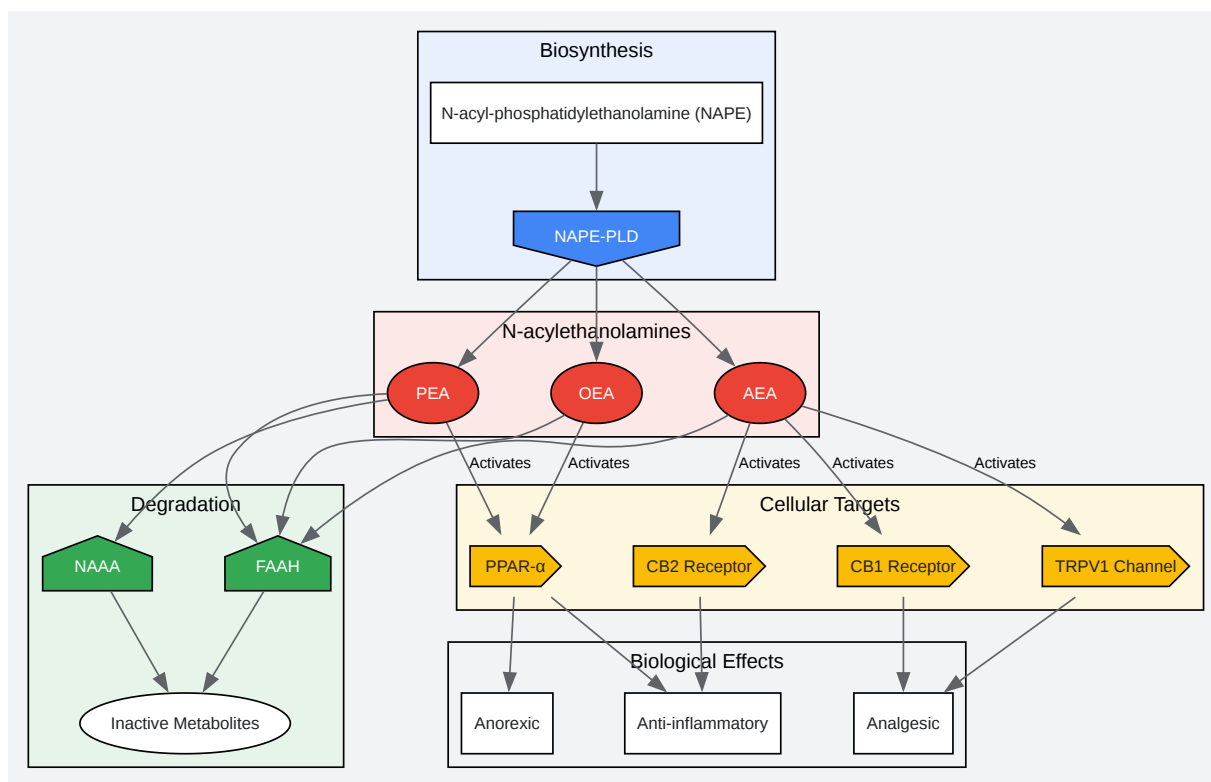 Biosynthesis
N-acyl-phosphatidylethanolamine (NAPE)
NAPE-PLD
N-acylethanolamines
PEA
OEA
AEA
Activates
Activates
Activates
Activates
Activates
Degradation
Cellular Targets
NAAA
FAAH
PPAR-α
CB2 Receptor
CB1 Receptor
TRPV1 Channel
Biological Effects
Inactive Metabolites
Anorexic
Anti-inflammatory
Analgesic